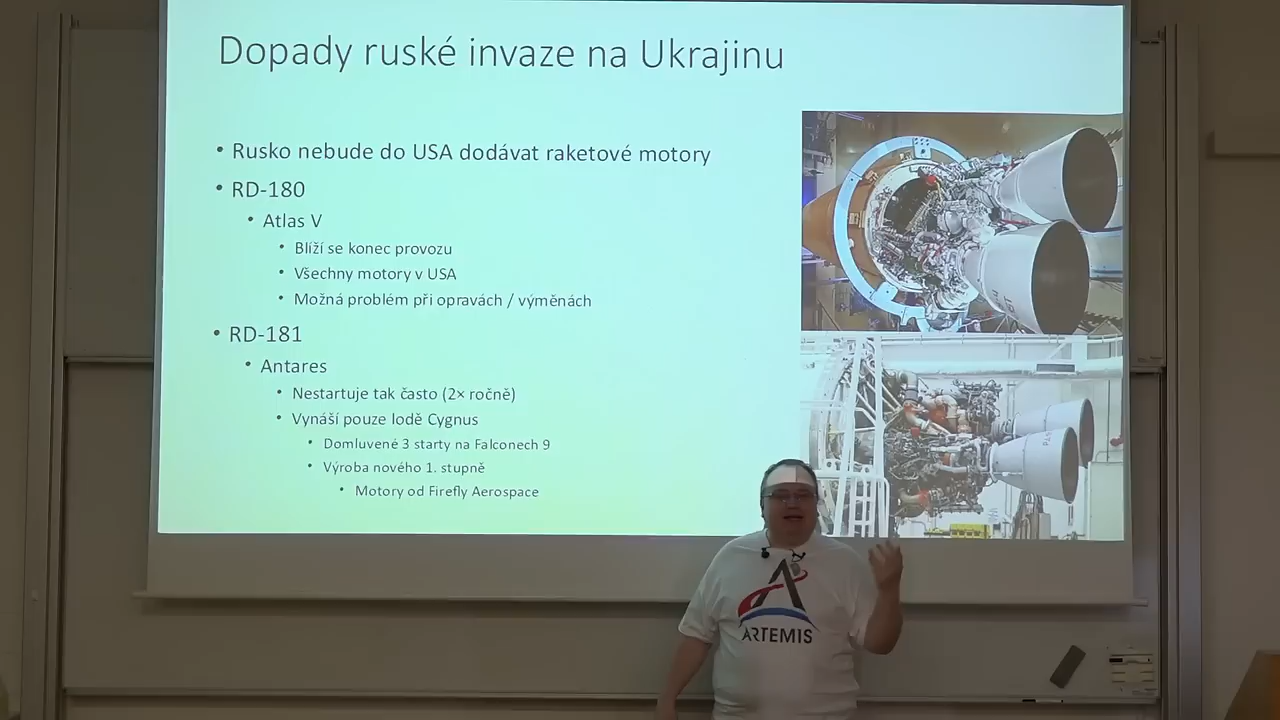 Dopady ruské invaze na Ukrajinu
• Rusko nebude do USA dodávat raketové motory
• RD-180
• Atlas V
• Blíží se konec provozu
• Všechny motory v USA
• Možná problém při opravách / výměnách
• RD-181
• Antares
• Nestartuje tak často (2× ročně)
• Vynáší pouze lodě Cygnus
• Domluvené 3 starty na Falconech 9
• Výroba nového 1. stupně
• Motory od Firefly Aerospace
ARTEMIS